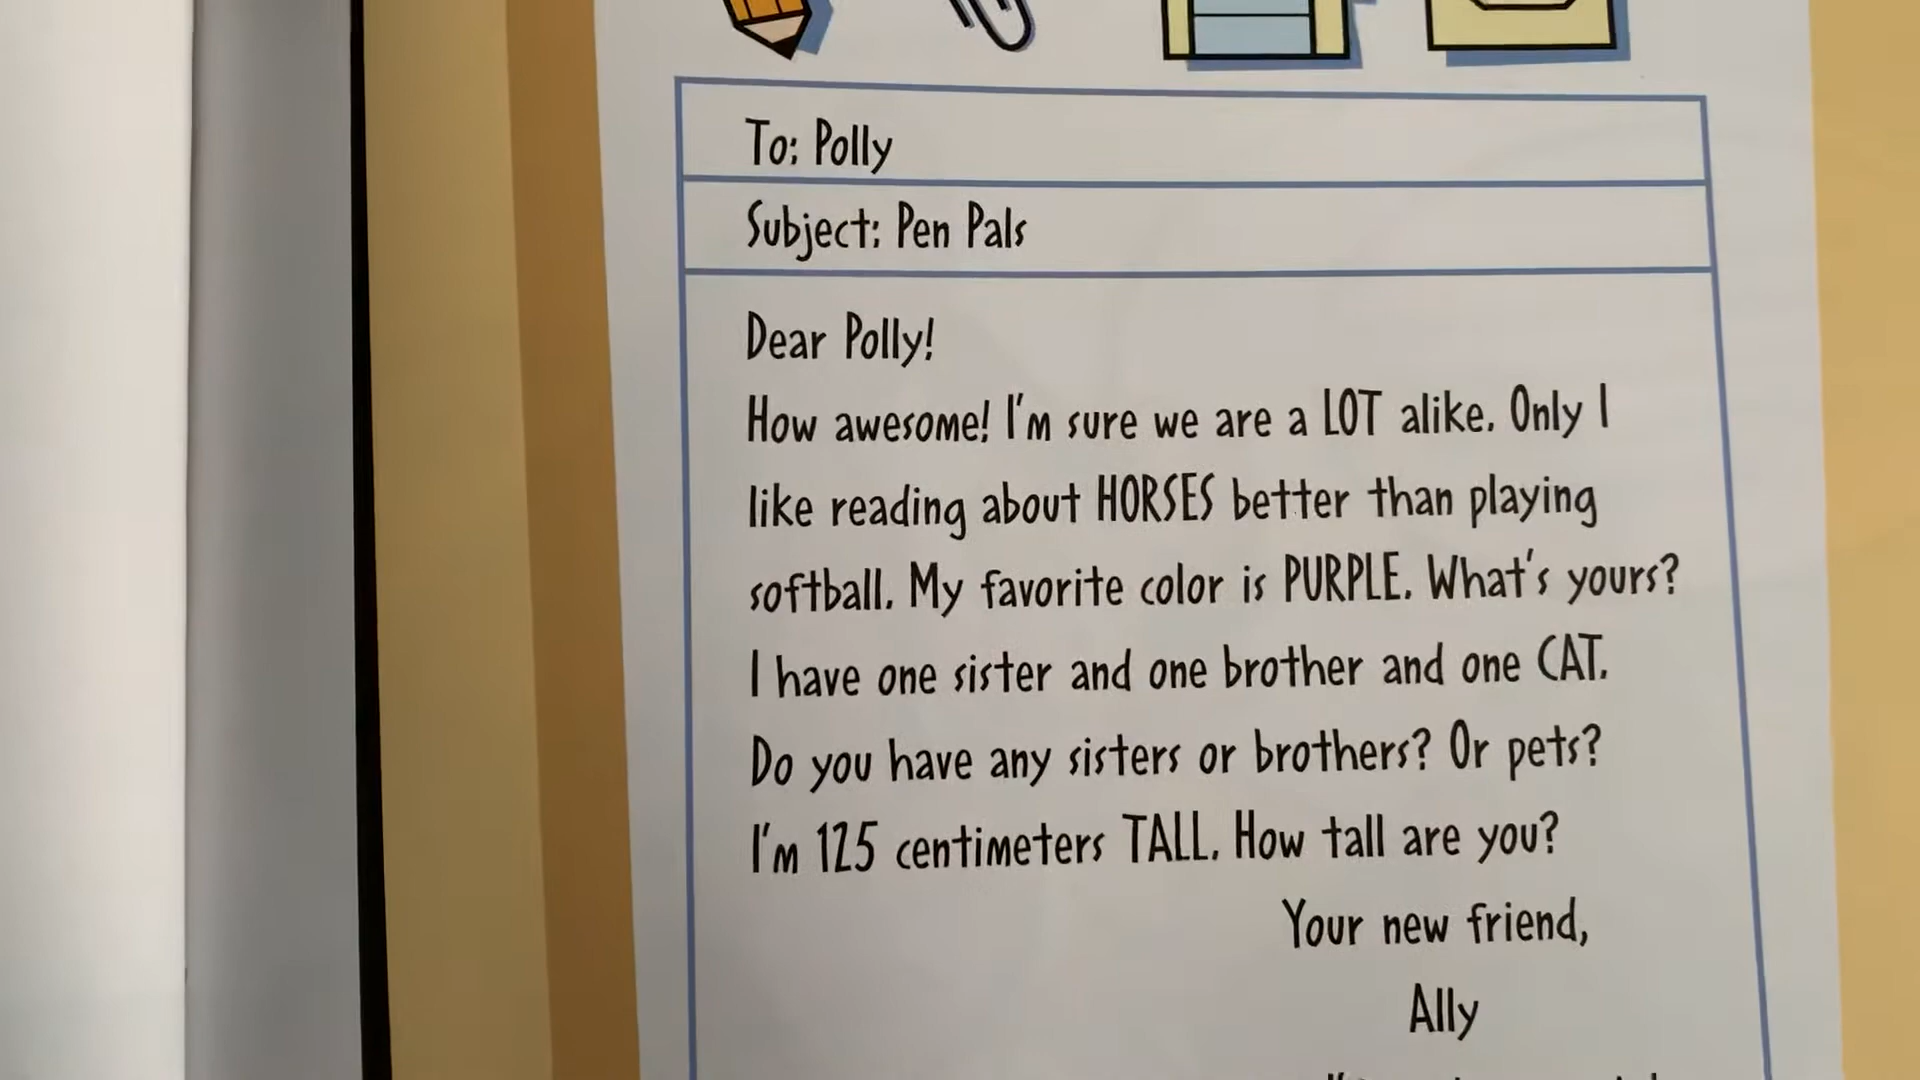 To: Polly
Subject: Pen Pals
Dear Polly!
How awesome! I'm sure we are a LOT alike. Only I
like reading about HORSES better than playing
softball. My favorite color is PURPLE. What's yours?
I have one sister and one brother and one CAT.
Do you have any sisters or brothers? Or pets?
I'm 125 centimeters TALL. How tall are you?
Your new friend,
Ally